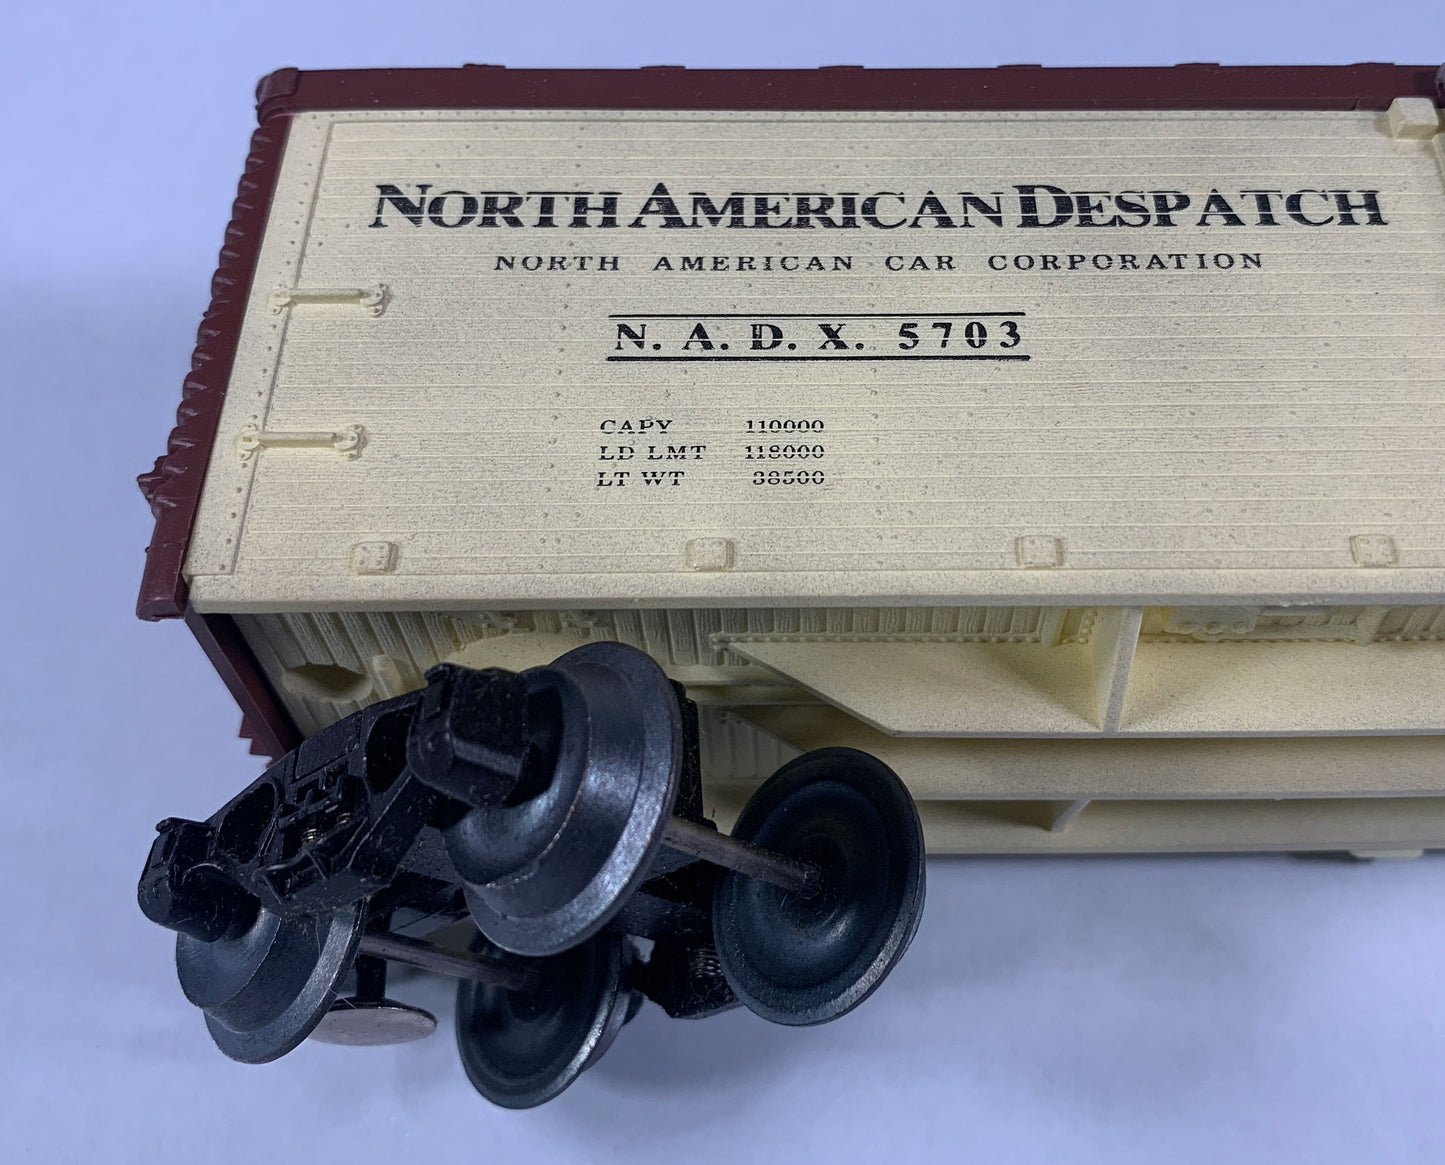 NORTH AMERICAN DESPATCH
NORTH AMERICAN CAR CORPORATION
N. A. D. X. 5703
CAPY 110000
LD LMT 118000
LT WT 38500